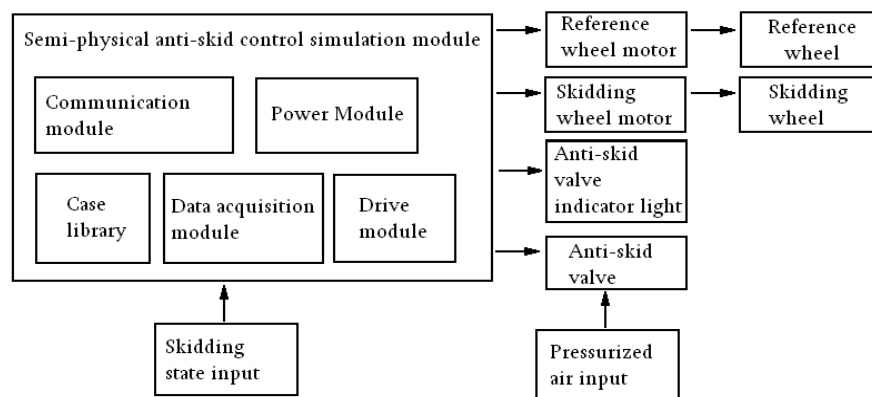 Semi-physical anti-skid control simulation module
Communication
module
Power Module
Case
library
Data acquisition
module
Drive
module
Reference
wheel motor
Reference
wheel
Skidding
wheel motor
Skidding
wheel
Anti-skid
valve
indicator light
Anti-skid
valve
Skidding
state input
Pressurized
air input